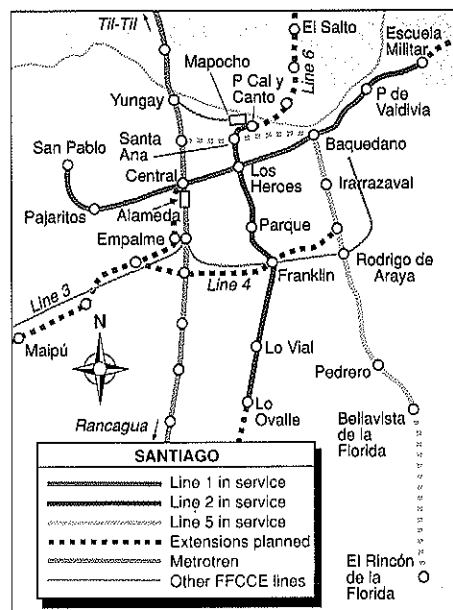 Til-Til
El Salto
Line 6
Escuela
Militar
Mapocho
P Cal y
Canto
Yungay
P de
Valdivia
Santa
Ana
San Pablo
Baquedano
Central
Los
Heroes
Irarrazaval
Pajaritos
Alameda
Parque
Empalme
Line 3
Line 4
Franklin
Rodrigo de
Araya
N
Maipú
Lo Vial
Pedrero
Rancagua
Lo
Ovalle
Bellavista
de la
Florida
SANTIAGO
Line 1 in service
Line 2 in service
Line 5 in service
Extensions planned
Metrotren
Other FFCCE lines
El Rincón
de la
Florida